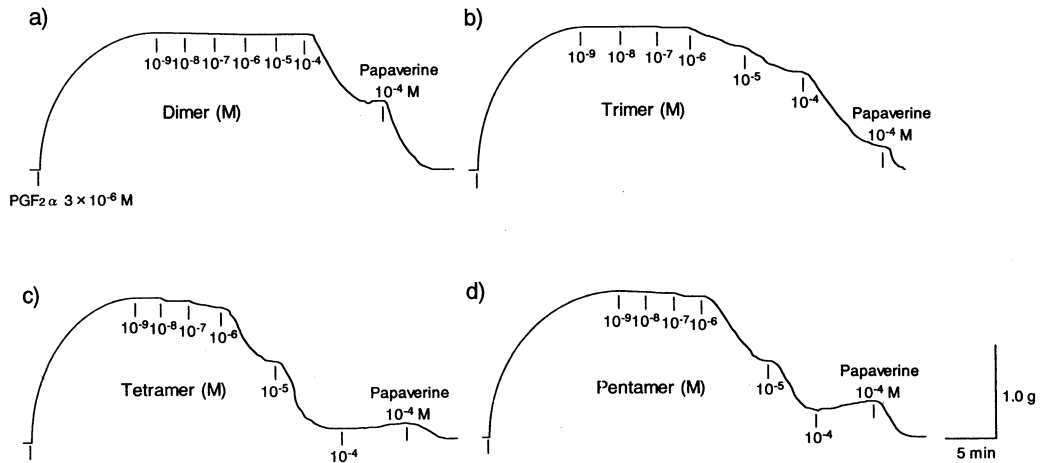 a)
10-9 10-8 10-7 10-6 10-5 10-4
Papaverine
10-4 M
Dimer (M)
PGF2 α 3 × 10-6 M
b)
10-9 10-8 10-7 10-6
10-5
10-4
Trimer (M)
Papaverine
10-4 M
c)
10-9 10-8 10-7 10-6
10-5
Tetramer (M)
Papaverine
10-4 M
10-4
d)
10-9 10-8 10-7 10-6
10-5
Pentamer (M)
Papaverine
10-4 M
10-4
1.0 g
5 min